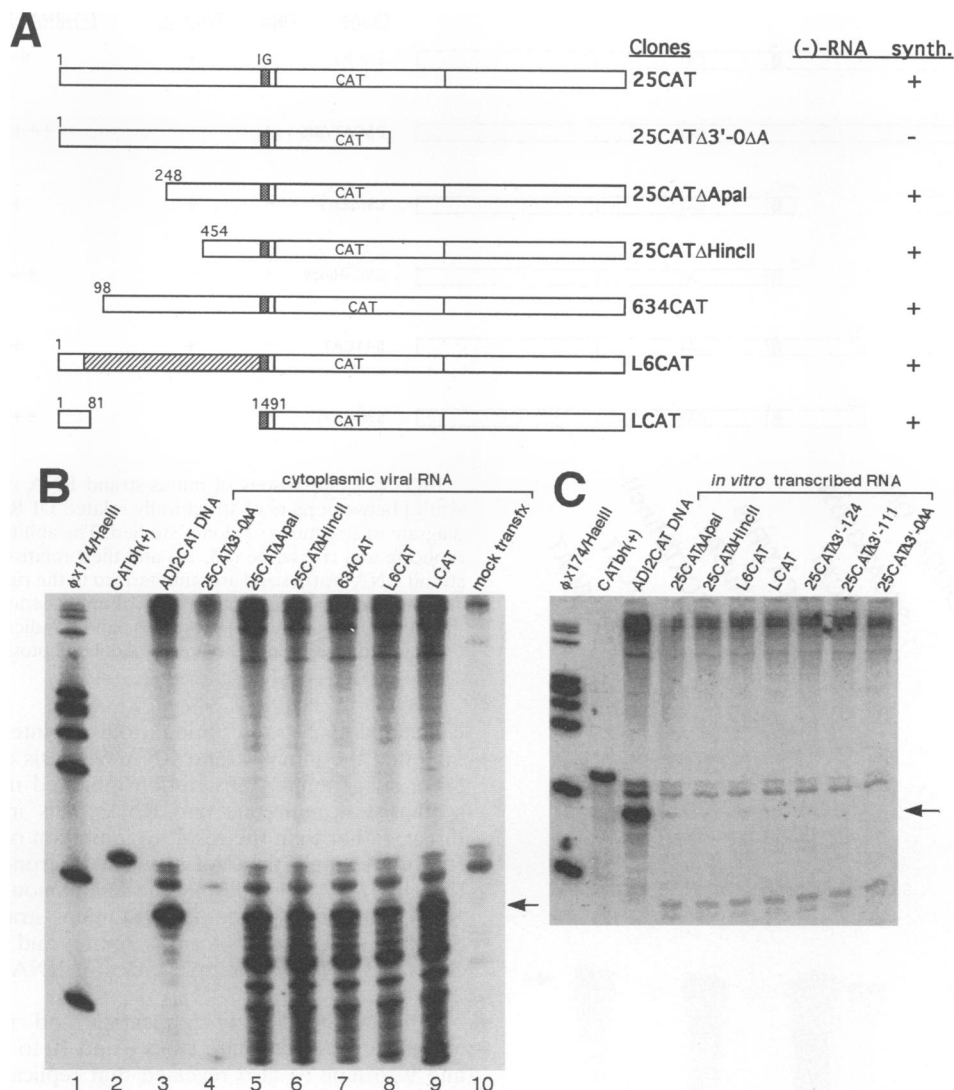 A
Clones (-)-RNA synth.
1 IG
CAT 25CAT +
1
CAT 25CATΔ3'-0ΔA -
248
CAT 25CATΔApaI +
454
CAT 25CATΔHincII +
98
CAT 634CAT +
1
CAT L6CAT +
1 81 1491
CAT LCAT +
B
cytoplasmic viral RNA
φx174/HaeIII
CATbh(+)
ADI2CAT DNA
25CATΔ3'-0ΔA
25CATΔApaI
25CATΔHincII
634CAT
L6CAT
LCAT
mock transfx
1 2 3 4 5 6 7 8 9 10
C
in vitro transcribed RNA
φx174/HaeIII
CATbh(+)
ADI2CAT DNA
25CATΔApaI
25CATΔHincII
L6CAT
LCAT
25CATΔ3'-124
25CATΔ3'-111
25CATΔ3'-0ΔA